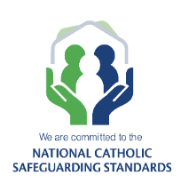 We are committed to the
NATIONAL CATHOLIC
SAFEGUARDING STANDARDS